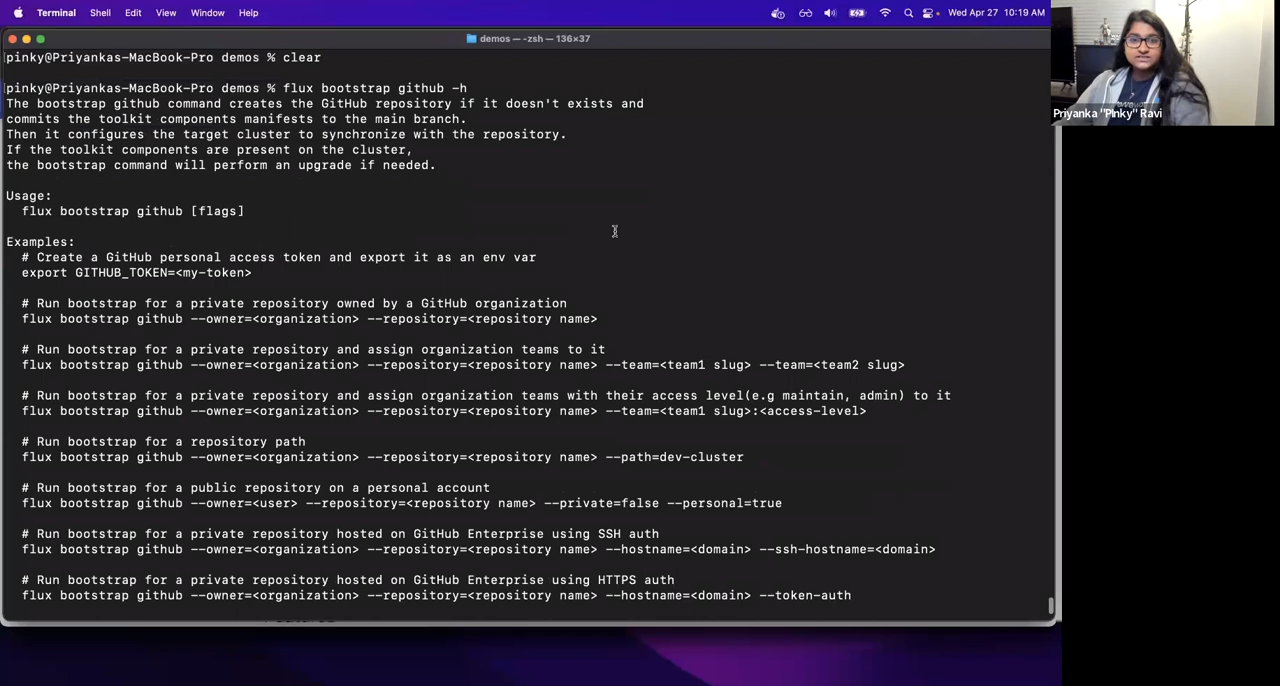 Terminal Shell Edit View Window Help Wed Apr 27 10:19 AM
demos — -zsh — 136×37
pinky@Priyankas-MacBook-Pro demos % clear
pinky@Priyankas-MacBook-Pro demos % flux bootstrap github -h
The bootstrap github command creates the GitHub repository if it doesn't exists and
commits the toolkit components manifests to the main branch.
Then it configures the target cluster to synchronize with the repository.
If the toolkit components are present on the cluster,
the bootstrap command will perform an upgrade if needed.
Usage:
flux bootstrap github [flags]
Examples:
# Create a GitHub personal access token and export it as an env var
export GITHUB_TOKEN=<my-token>
# Run bootstrap for a private repository owned by a GitHub organization
flux bootstrap github --owner=<organization> --repository=<repository name>
# Run bootstrap for a private repository and assign organization teams to it
flux bootstrap github --owner=<organization> --repository=<repository name> --team=<team1 slug> --team=<team2 slug>
# Run bootstrap for a private repository and assign organization teams with their access level(e.g maintain, admin) to it
flux bootstrap github --owner=<organization> --repository=<repository name> --team=<team1 slug>:<access-level>
# Run bootstrap for a repository path
flux bootstrap github --owner=<organization> --repository=<repository name> --path=dev-cluster
# Run bootstrap for a public repository on a personal account
flux bootstrap github --owner=<user> --repository=<repository name> --private=false --personal=true
# Run bootstrap for a private repository hosted on GitHub Enterprise using SSH auth
flux bootstrap github --owner=<organization> --repository=<repository name> --hostname=<domain> --ssh-hostname=<domain>
# Run bootstrap for a private repository hosted on GitHub Enterprise using HTTPS auth
flux bootstrap github --owner=<organization> --repository=<repository name> --hostname=<domain> --token-auth
Priyanka "Pinky" Ravi